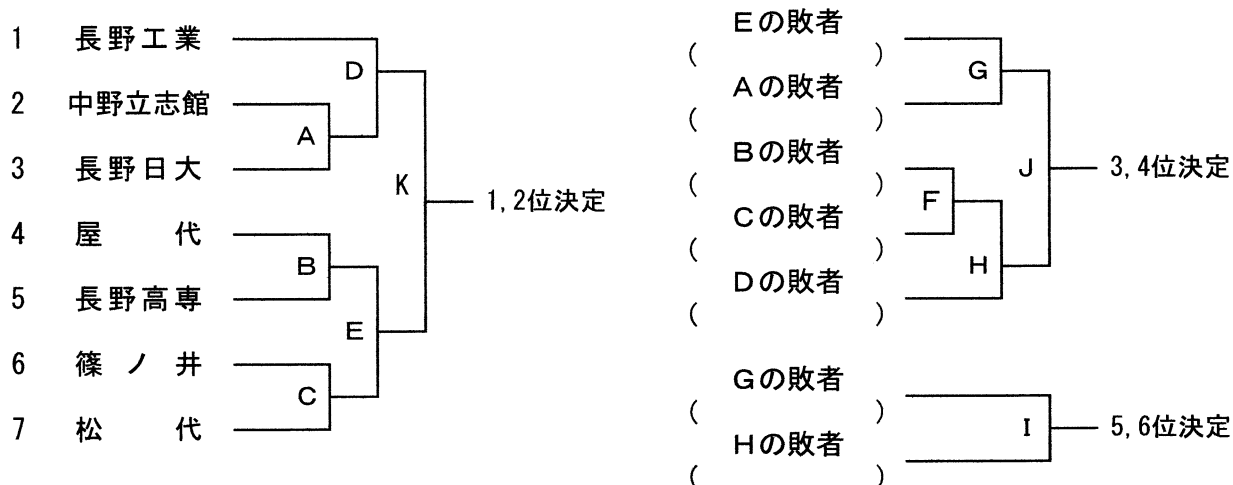 1 長野工業
2 中野立志館
3 長野日大
4 屋代
5 長野高専
6 篠ノ井
7 松代
A
B
C
D
E
K
1,2位決定
Eの敗者
( )
Aの敗者
( )
Bの敗者
( )
Cの敗者
( )
Dの敗者
( )
G
F
H
J
3,4位決定
Gの敗者
( )
Hの敗者
( )
I
5,6位決定